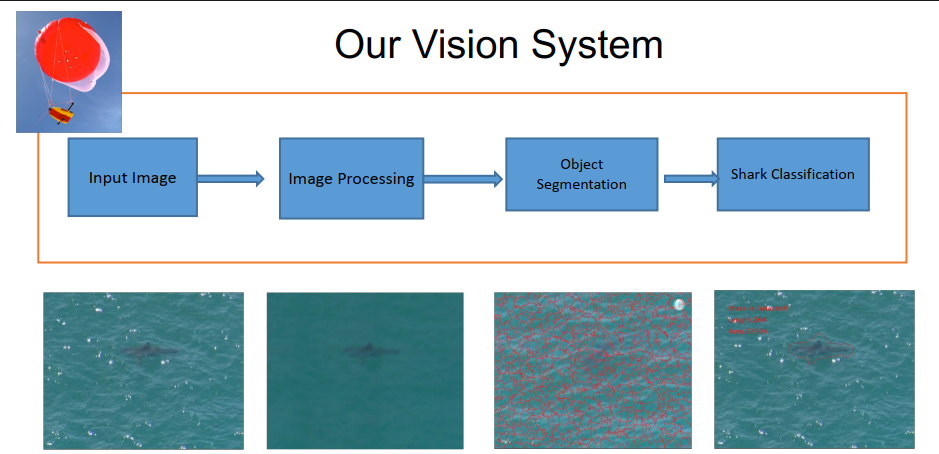 Our Vision System
Input Image
Image Processing
Object
Segmentation
Shark Classification